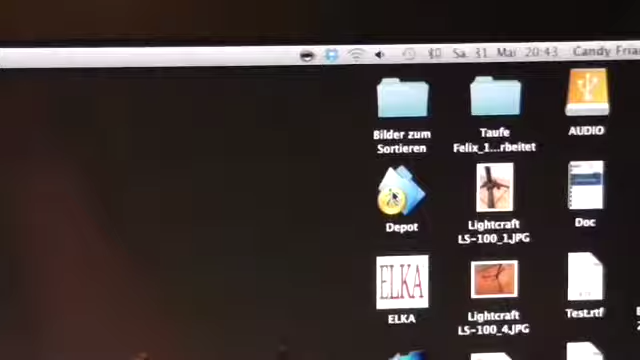 Sa. 31. Mai 20:43 Candy Fria
Bilder zum
Sortieren
Taufe
Felix_1...rbeitet
AUDIO
Depot
Lightcraft
LS-100_1.JPG
Doc
ELKA
ELKA
Lightcraft
LS-100_4.JPG
Test.rtf